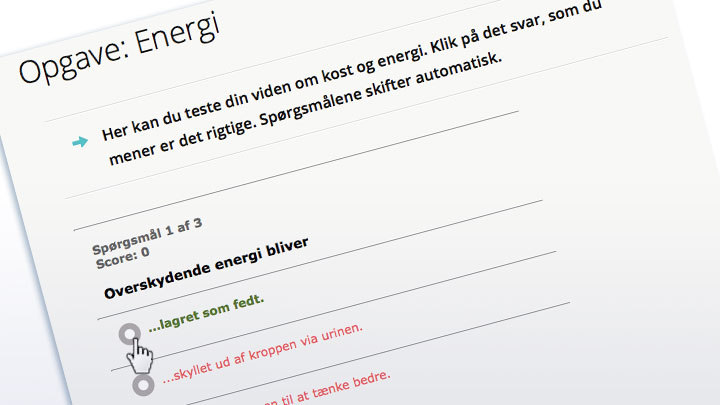 Opgave: Energi
Her kan du teste din viden om kost og energi. Klik på det svar, som du
mener er det rigtige. Spørgsmålene skifter automatisk.
Spørgsmål 1 af 3
Score: 0
Overskydende energi bliver
...lagret som fedt.
...skyllet ud af kroppen via urinen.
til at tænke bedre.